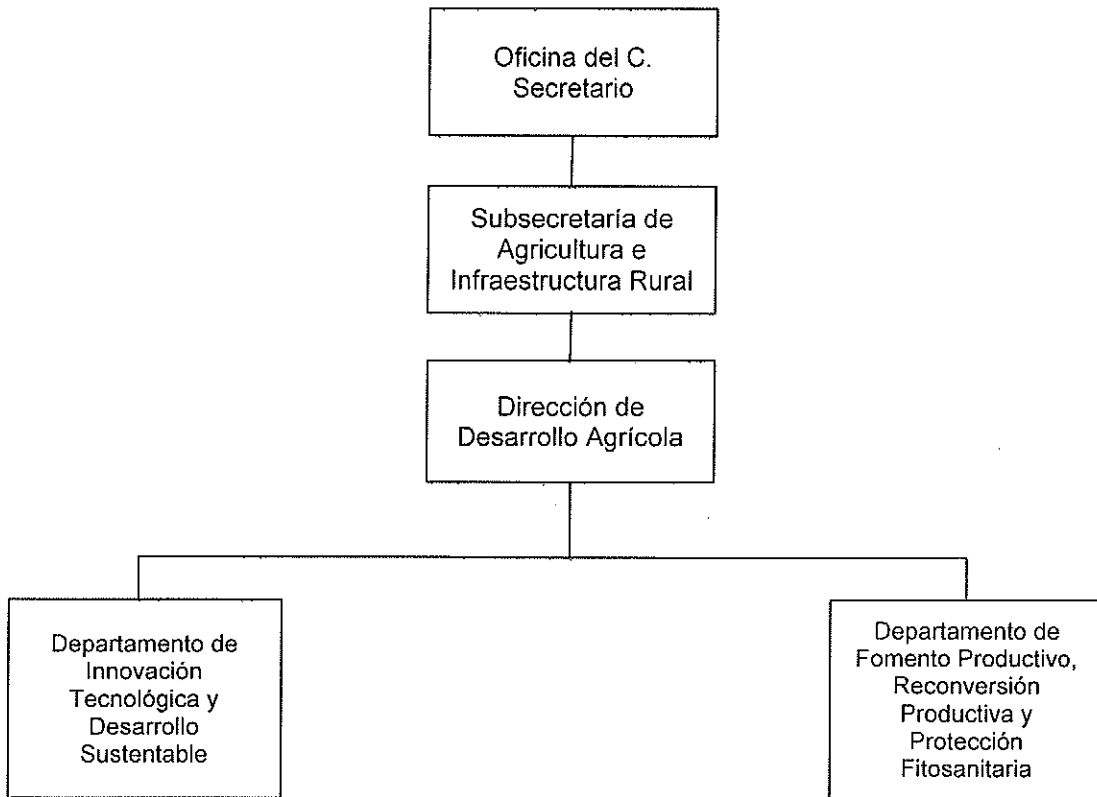 Oficina del C.
Secretario
Subsecretaría de
Agricultura e
Infraestructura Rural
Dirección de
Desarrollo Agrícola
Departamento de
Innovación
Tecnológica y
Desarrollo
Sustentable
Departamento de
Fomento Productivo,
Reconversión
Productiva y
Protección
Fitosanitaria